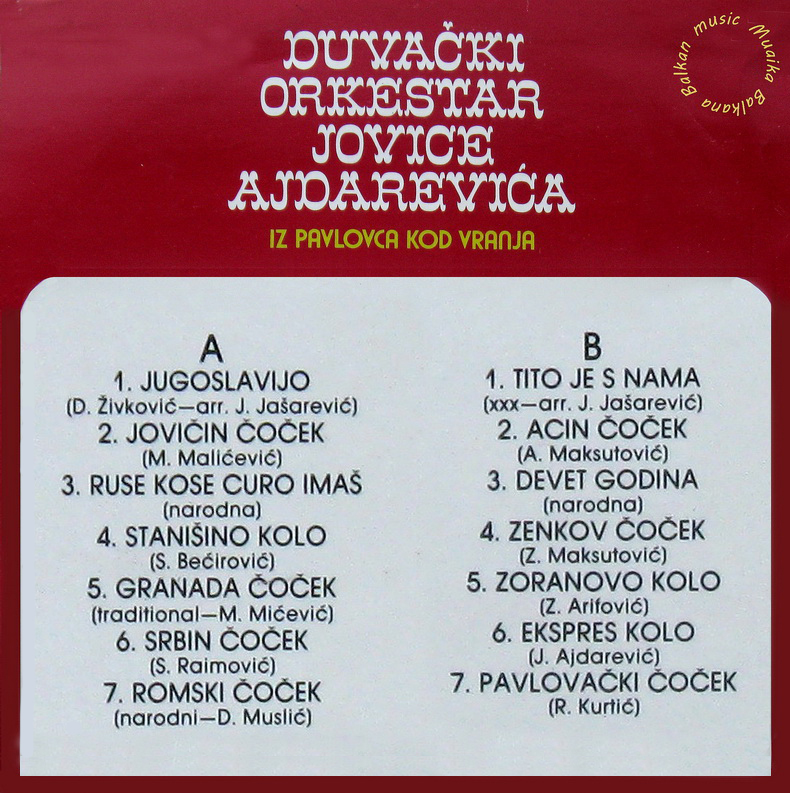 DUVAČKI
ORKESTAR
JOVICE
AJDAREVIĆA
IZ PAVLOVCA KOD VRANJA
Balkan music Muaika Balkana
A
1. JUGOSLAVIJO
(D. Živkovič—arr. J. Jašarević)
2. JOVIČIN ČOČEK
(M. Malićević)
3. RUSE KOSE CURO IMAŠ
(narodna)
4. STANIŠINO KOLO
(S. Bećirović)
5. GRANADA ČOČEK
(traditional—M. Mićević)
6. SRBIN ČOČEK
(S. Raimović)
7. ROMSKI ČOČEK
(narodni—D. Muslić)
B
1. TITO JE S NAMA
(xxx—arr. J. Jašarević)
2. ACIN ČOČEK
(A. Maksutović)
3. DEVET GODINA
(narodna)
4. ZENKOV ČOČEK
(Z. Maksutović)
5. ZORANOVO KOLO
(Z. Arifović)
6. EKSPRES KOLO
(J. Ajdarević)
7. PAVLOVAČKI ČOČEK
(R. Kurtić)